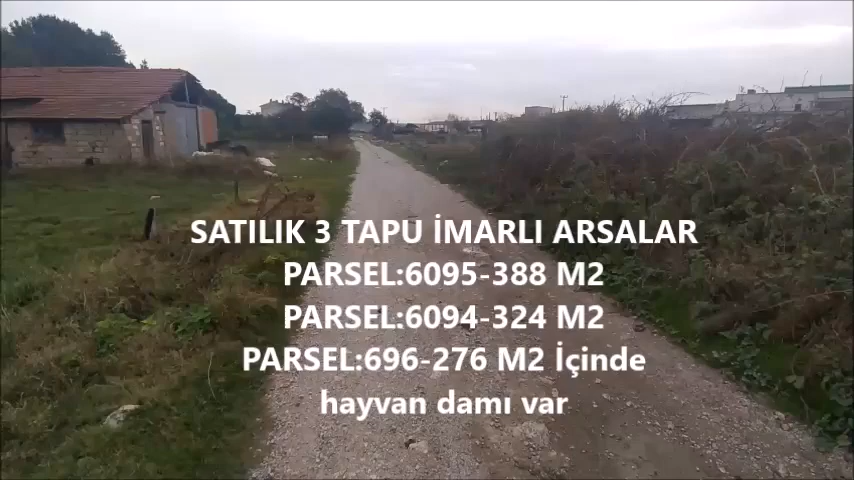 SATILIK 3 TAPU İMARLI ARSALAR
PARSEL:6095-388 M2
PARSEL:6094-324 M2
PARSEL:696-276 M2 İçinde
hayvan damı var